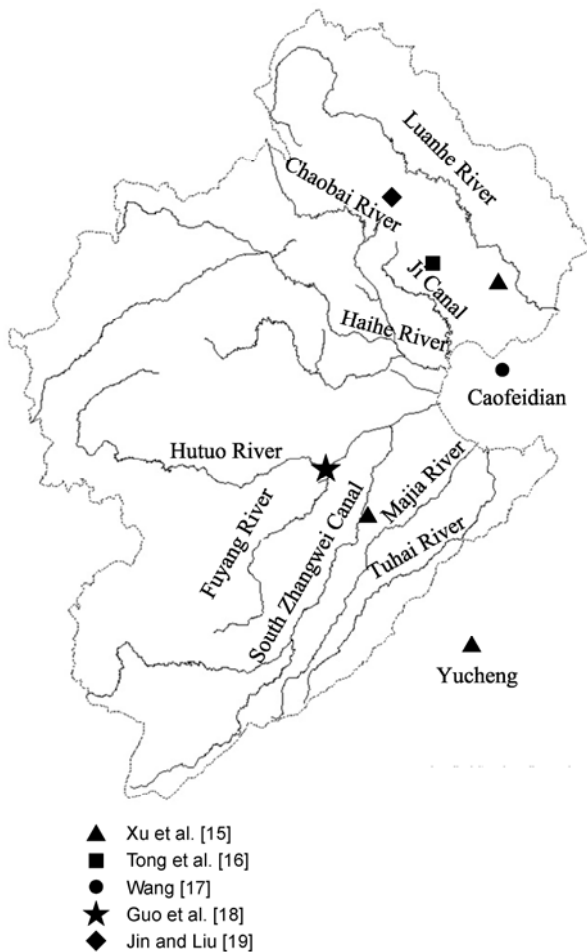 Luanhe River
Chaobai River
Ji Canal
Haihe River
Caofeidian
Hutuo River
Fuyang River
South Zhangwei Canal
Majia River
Tuhai River
Yucheng
Xu et al. [15]
Tong et al. [16]
Wang [17]
Guo et al. [18]
Jin and Liu [19]